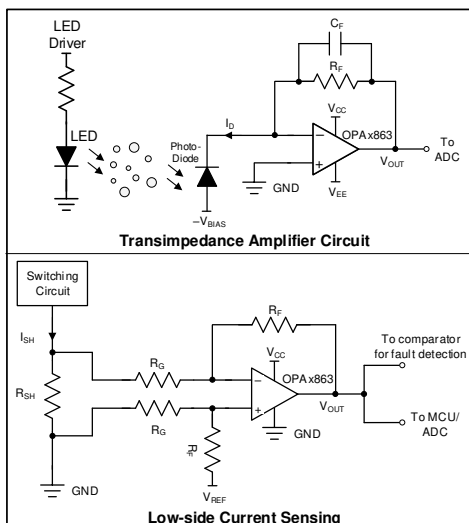 LED
Driver
LED
I_D
Photo-
Diode
–V_BIAS
GND
C_F
R_F
V_CC
OPAx863
V_EE
V_OUT
To
ADC
Transimpedance Amplifier Circuit
Switching
Circuit
I_SH
R_SH
GND
R_G
R_G
R_F
V_CC
OPAx863
GND
V_OUT
R_F
V_REF
To comparator
for fault detection
To MCU/
ADC
Low-side Current Sensing